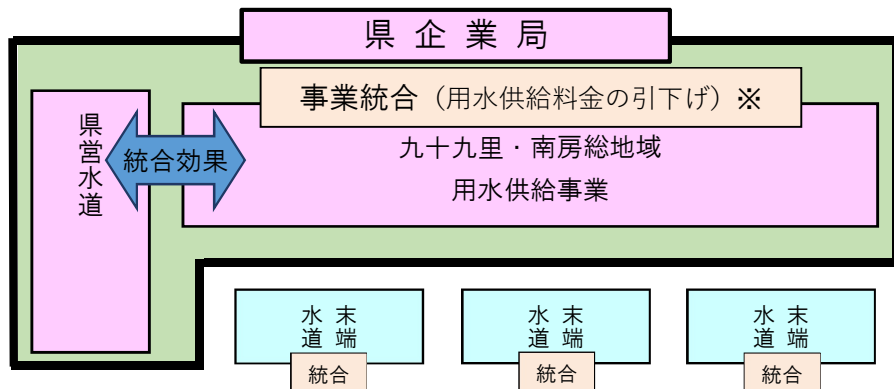 県企業局
事業統合（用水供給料金の引下げ）※
県営水道
統合効果
九十九里・南房総地域
用水供給事業
末端
水道
統合
末端
水道
統合
末端
水道
統合